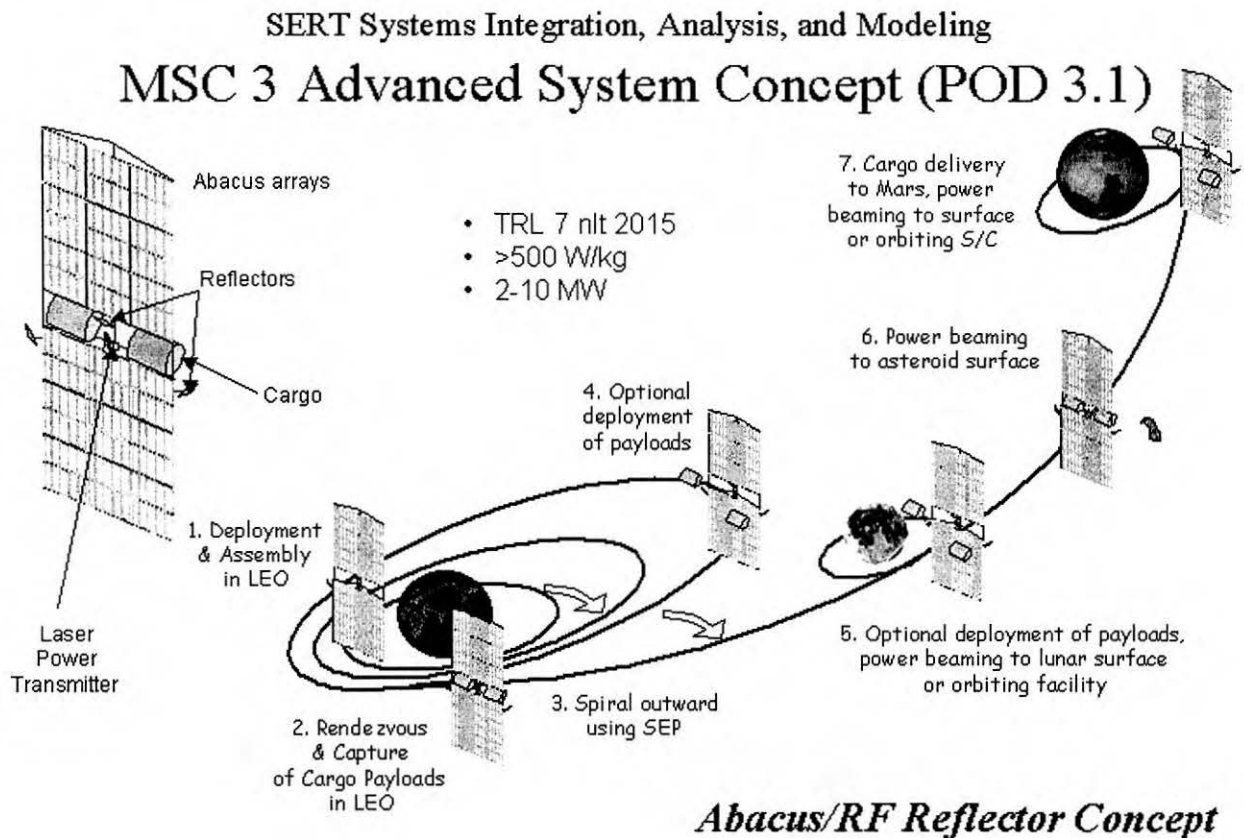 SERT Systems Integration, Analysis, and Modeling
MSC 3 Advanced System Concept (POD 3.1)
Abacus arrays
Reflectors
Cargo
Laser
Power
Transmitter
• TRL 7 nlt 2015
• >500 W/kg
• 2-10 MW
1. Deployment
& Assembly
in LEO
2. Rendezvous
& Capture
of Cargo Payloads
in LEO
3. Spiral outward
using SEP
4. Optional
deployment
of payloads
5. Optional deployment of payloads,
power beaming to lunar surface
or orbiting facility
6. Power beaming
to asteroid surface
7. Cargo delivery
to Mars, power
beaming to surface
or orbiting S/C
Abacus/RF Reflector Concept